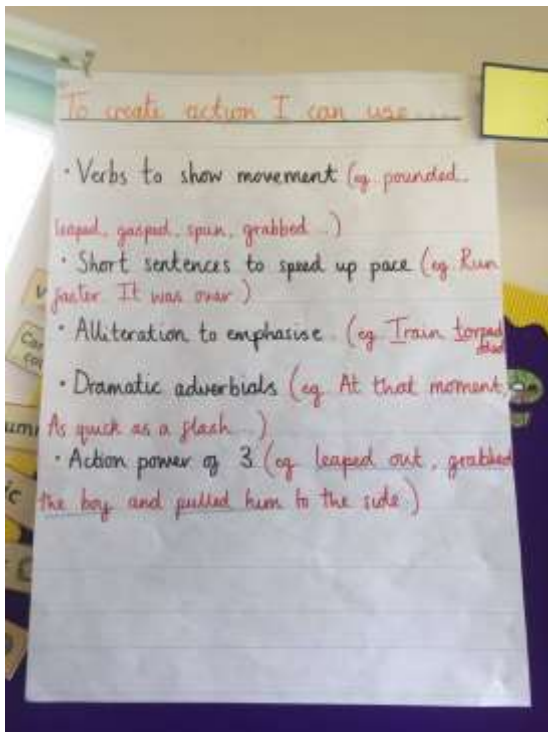 To create action I can use...
· Verbs to show movement (eg. pounded
leaped, gasped, spun, grabbed...)
· Short sentences to speed up pace (eg. Run
faster. It was over.)
· Alliteration to emphasise. (eg. Train torpe
doed
· Dramatic adverbials (eg. At that moment,
As quick as a flash...)
· Action power of 3 (eg. leaped out, grabbed
the boy and pulled him to the side.)